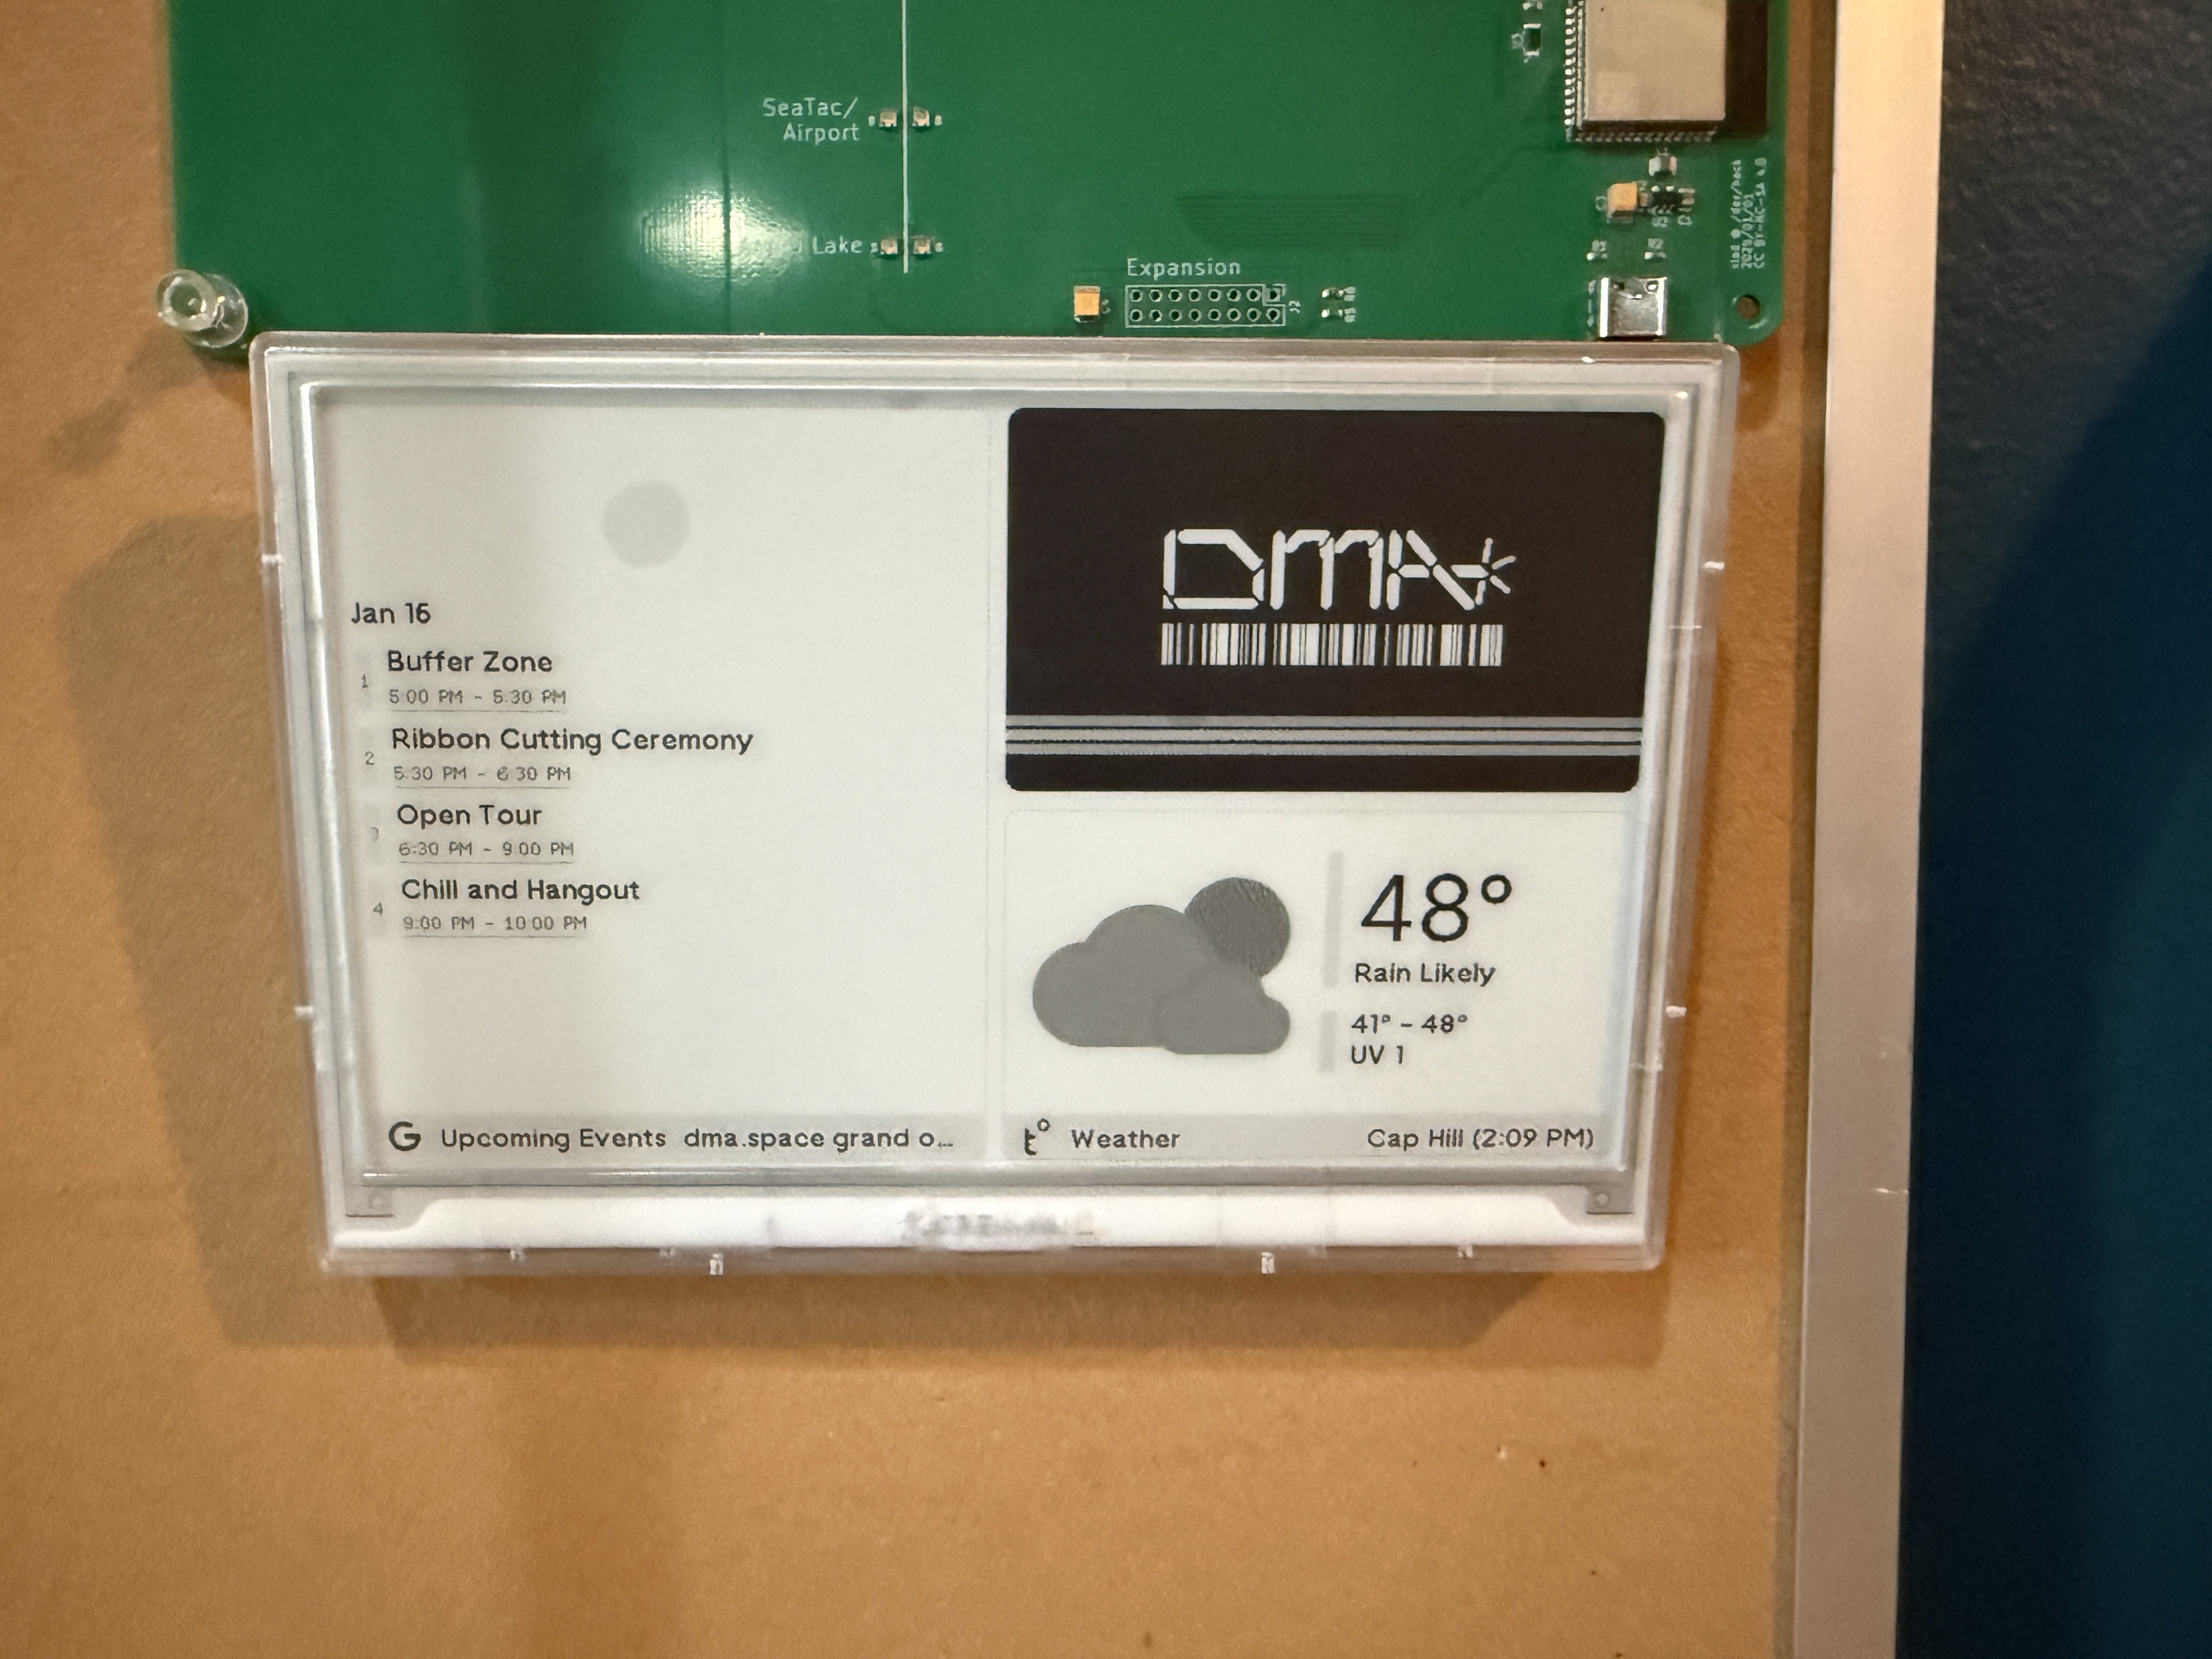 SeaTac/
Airport
Lake
Expansion
J2
DMA*
Jan 16
1
Buffer Zone
5:00 PM - 5:30 PM
2
Ribbon Cutting Ceremony
5:30 PM - 6:30 PM
3
Open Tour
6:30 PM - 9:00 PM
4
Chill and Hangout
9:00 PM - 10:00 PM
G Upcoming Events dma.space grand o...
48°
Rain Likely
41° - 48°
UV 1
t° Weather Cap Hill (2:09 PM)